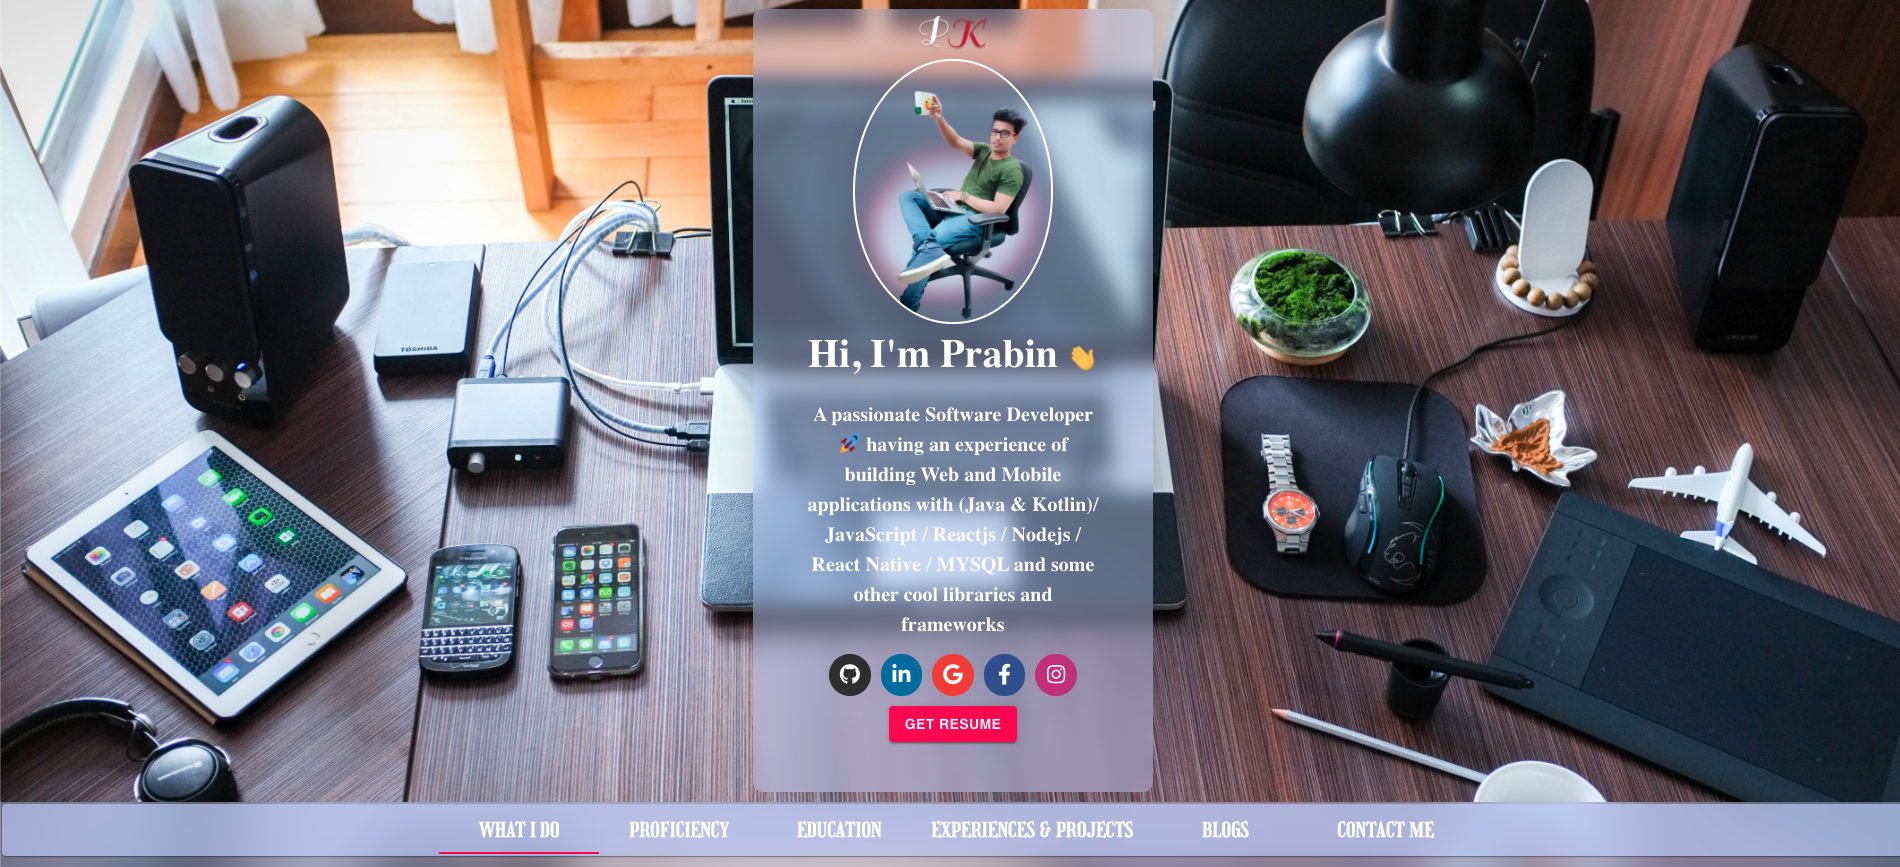 PK
Hi, I'm Prabin 👋
A passionate Software Developer
🚀 having an experience of
building Web and Mobile
applications with (Java & Kotlin)/
JavaScript / Reactjs / Nodejs /
React Native / MYSQL and some
other cool libraries and
frameworks
in
G
f
GET RESUME
TOSHIBA
WHAT I DO
PROFICIENCY
EDUCATION
EXPERIENCES & PROJECTS
BLOGS
CONTACT ME